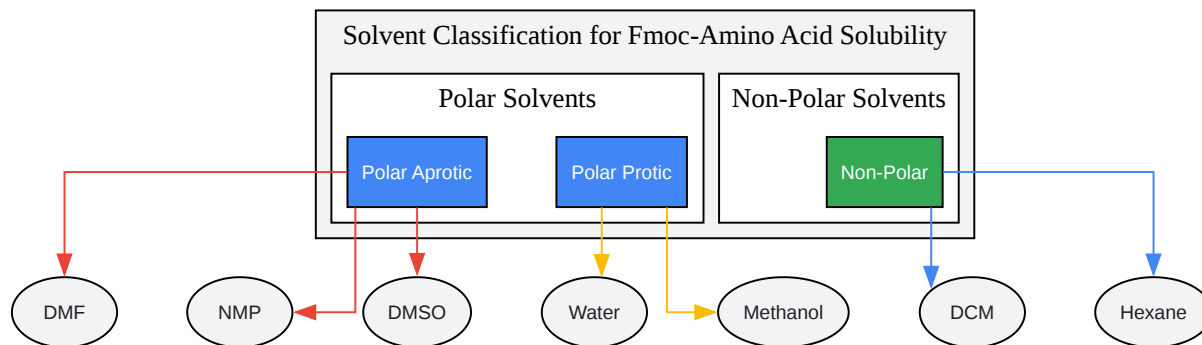 Solvent Classification for Fmoc-Amino Acid Solubility
Polar Solvents
Non-Polar Solvents
Polar Aprotic
Polar Protic
Non-Polar
DMF
NMP
DMSO
Water
Methanol
DCM
Hexane